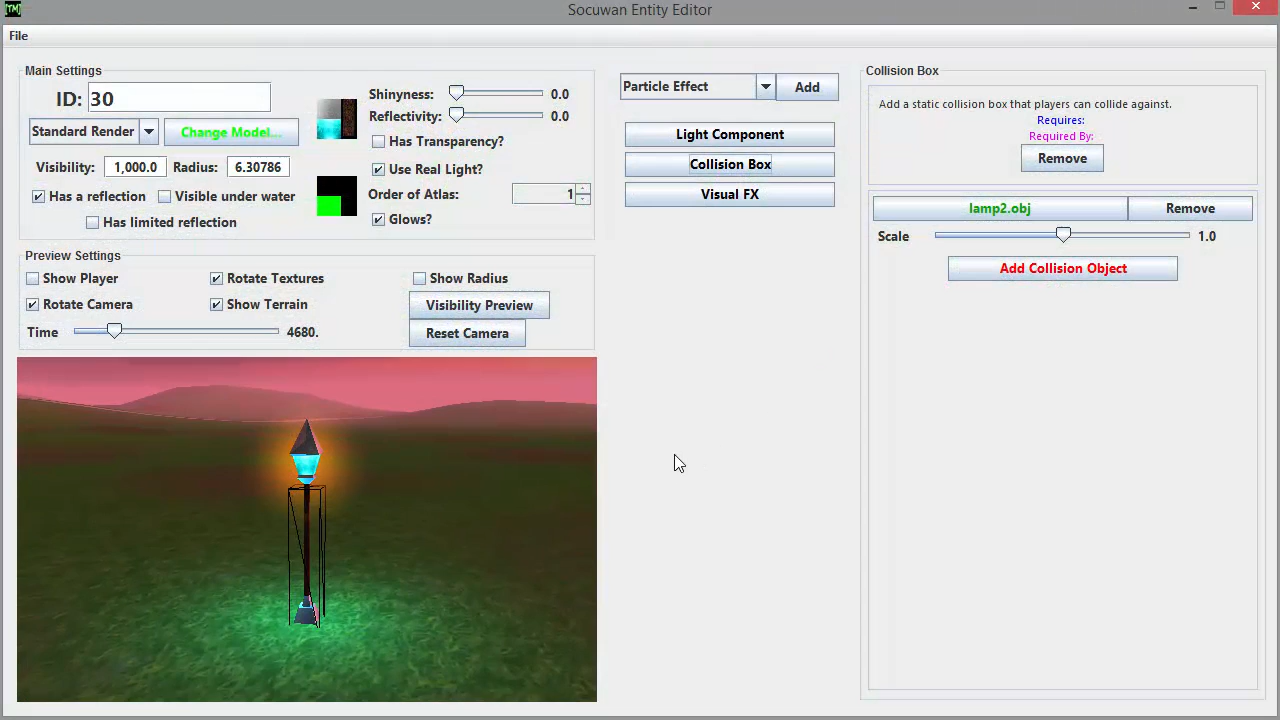 [TM]
Socuwan Entity Editor
File
Main Settings
ID: 30
Standard Render
Change Model...
Visibility: 1,000.0 Radius: 6.30786
Has a reflection Visible under water
Has limited reflection
Shinyness: 0.0
Reflectivity: 0.0
Has Transparency?
Use Real Light?
Order of Atlas: 1
Glows?
Preview Settings
Show Player Rotate Textures Show Radius
Rotate Camera Show Terrain Visibility Preview
Time 4680. Reset Camera
Particle Effect Add
Light Component
Collision Box
Visual FX
Collision Box
Add a static collision box that players can collide against.
Requires:
Required By:
Remove
lamp2.obj Remove
Scale 1.0
Add Collision Object